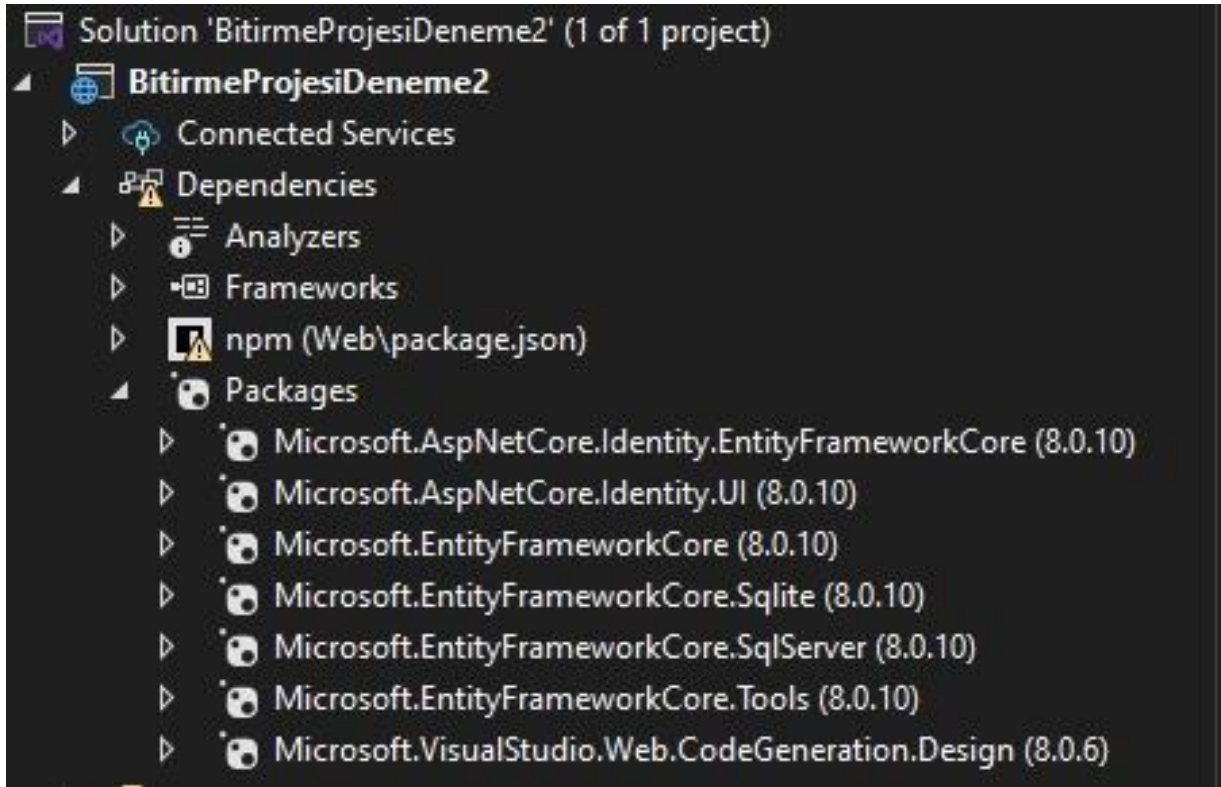 Solution 'BitirmeProjesiDeneme2' (1 of 1 project)
BitirmeProjesiDeneme2
Connected Services
Dependencies
Analyzers
Frameworks
npm (Web\package.json)
Packages
Microsoft.AspNetCore.Identity.EntityFrameworkCore (8.0.10)
Microsoft.AspNetCore.Identity.UI (8.0.10)
Microsoft.EntityFrameworkCore (8.0.10)
Microsoft.EntityFrameworkCore.Sqlite (8.0.10)
Microsoft.EntityFrameworkCore.SqlServer (8.0.10)
Microsoft.EntityFrameworkCore.Tools (8.0.10)
Microsoft.VisualStudio.Web.CodeGeneration.Design (8.0.6)